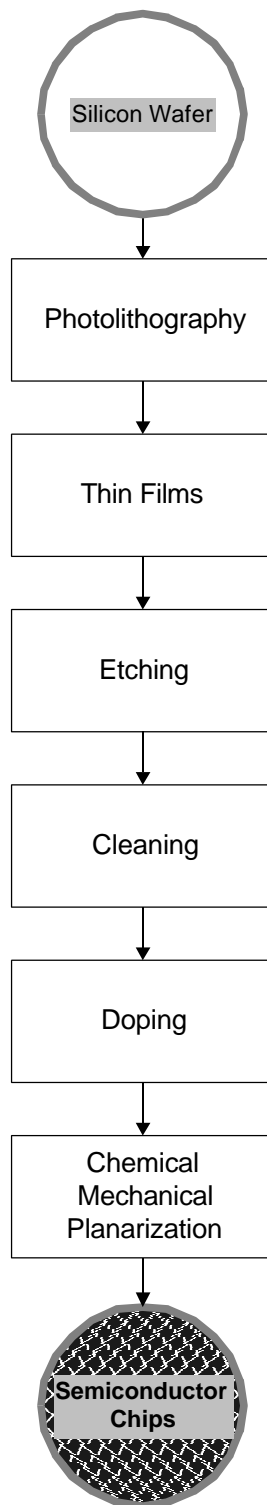 Silicon Wafer
Photolithography
Thin Films
Etching
Cleaning
Doping
Chemical
Mechanical
Planarization
Semiconductor
Chips